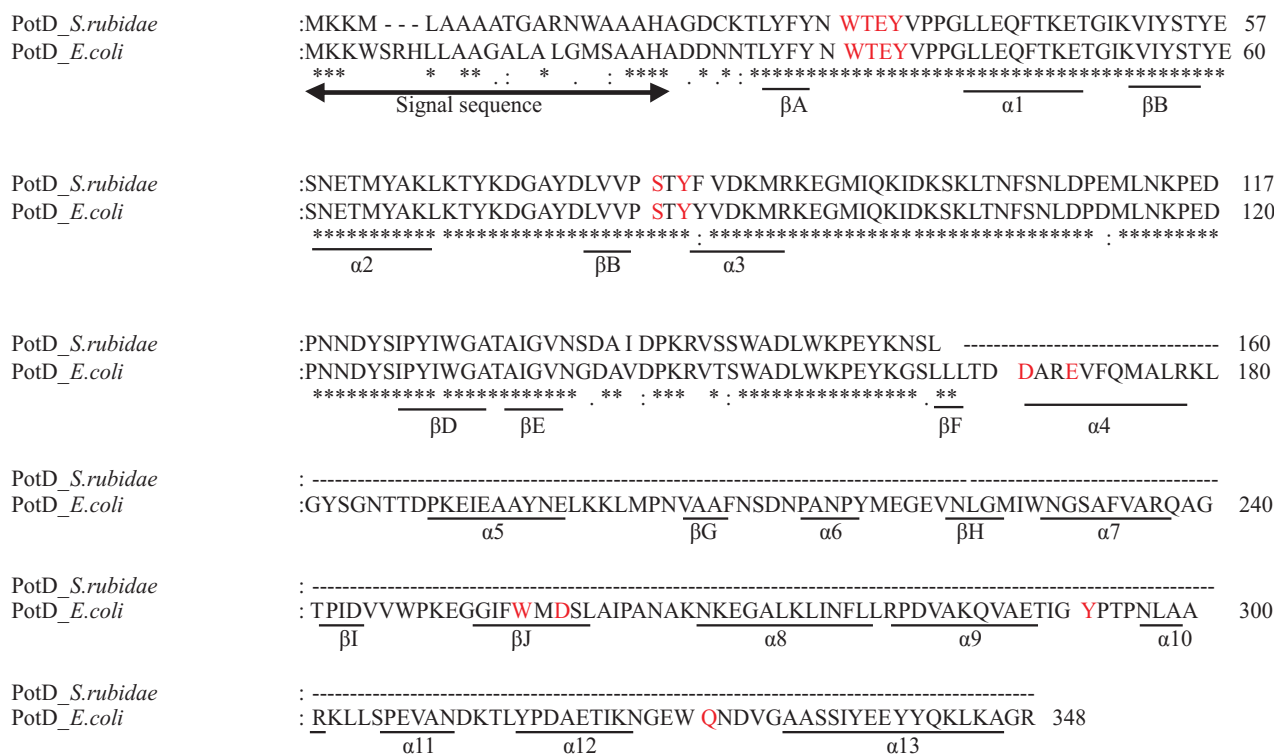 PotD_S.rubidae :MKKM - - -LAAAATGARNWAAAHAGDCKTLYFYN WTEYVPPGLLEQFTKETGIKVIYSTYE 57
PotD_E.coli :MKKWSRHLLAAGALA LGMSAAHADDNNTLYFY N WTEYVPPGLLEQFTKETGIKVIYSTYE 60
*** * ** .: * . : **** . *.* : *****************************************
Signal sequence βA α1 βB
PotD_S.rubidae :SNETMYAKLKTYKDGAYDLVVP STYF VDKMRKEGMIQKIDKSKLTNFSNLDPEMLNKPED 117
PotD_E.coli :SNETMYAKLKTYKDGAYDLVVP STYYVDKMRKEGMIQKIDKSKLTNFSNLDPDMLNKPED 120
*********** ********************** : ********************************* : *********
α2 βB α3
PotD_S.rubidae :PNNDYSIPYIWGATAIGVNSDA I DPKRVSSWADLWKPEYKNSL ------------------------------ 160
PotD_E.coli :PNNDYSIPYIWGATAIGVNGDAVDPKRVTSWADLWKPEYKGSLLLTD DAREVFQMALRKL 180
*********************** . ** : *** * : **************** . **
βD βE βF α4
PotD_S.rubidae : ------------------------------------------------------------
PotD_E.coli :GYSGNTTDPKEIEAAYNELKKLMPNVAAFNSDNPANPYMEGEVNLGMIWNGSAFVARQAG 240
α5 βG α6 βH α7
PotD_S.rubidae : ------------------------------------------------------------
PotD_E.coli : TPIDVVWPKEGGIFWMDSLAIPANAKNKEGALKLINFLLRPDVAKQVAETIG YPTPNLAA 300
βI βJ α8 α9 α10
PotD_S.rubidae : ------------------------------------------------
PotD_E.coli : RKLLSPEVANDKTLYPDAETIKNGEW QNDVGAASSIYEEYYQKLKAGR 348
α11 α12 α13